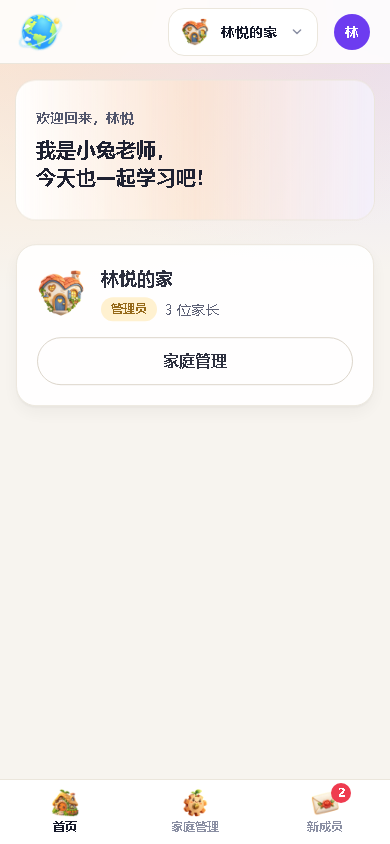 林悦的家
林
欢迎回来，林悦
我是小兔老师，
今天也一起学习吧！
林悦的家
管理员
3 位家长
家庭管理
首页
家庭管理
2
新成员